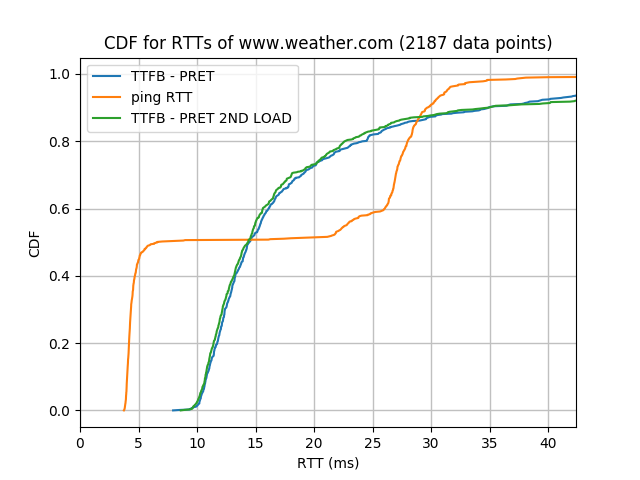 CDF for RTTs of www.weather.com (2187 data points)
TTFB - PRET
ping RTT
TTFB - PRET 2ND LOAD
1.0
0.8
0.6
0.4
0.2
0.0
CDF
0 5 10 15 20 25 30 35 40
RTT (ms)